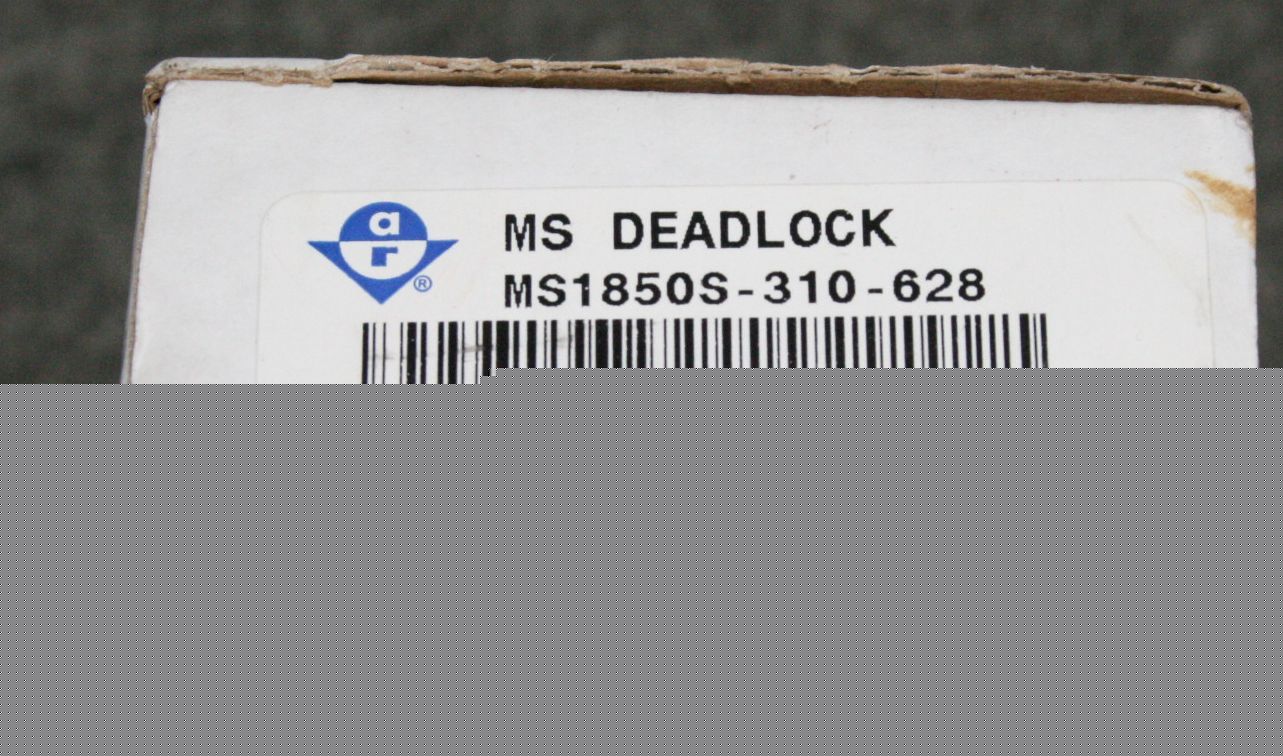 a
r ®
MS DEADLOCK
MS1850S-310-628